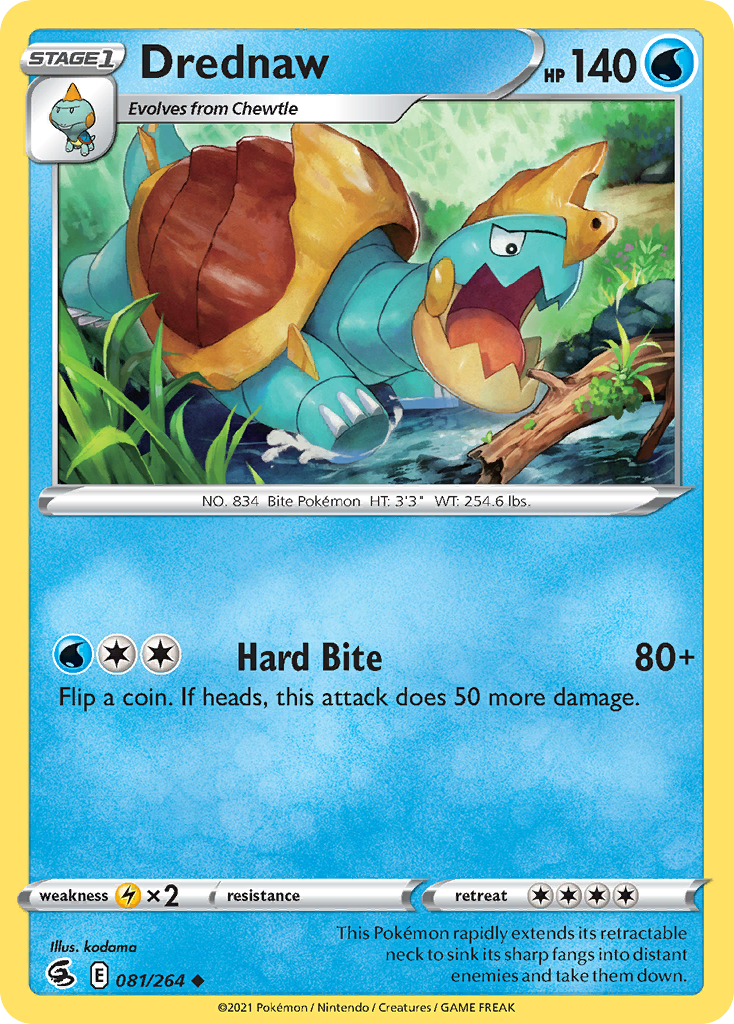 STAGE1
Drednaw
HP 140
Evolves from Chewtle
NO. 834 Bite Pokémon HT: 3'3" WT: 254.6 lbs.
Hard Bite 80+
Flip a coin. If heads, this attack does 50 more damage.
weakness ×2 resistance retreat
Illus. kodama
This Pokémon rapidly extends its retractable
neck to sink its sharp fangs into distant
enemies and take them down.
E 081/264
©2021 Pokémon / Nintendo / Creatures / GAME FREAK